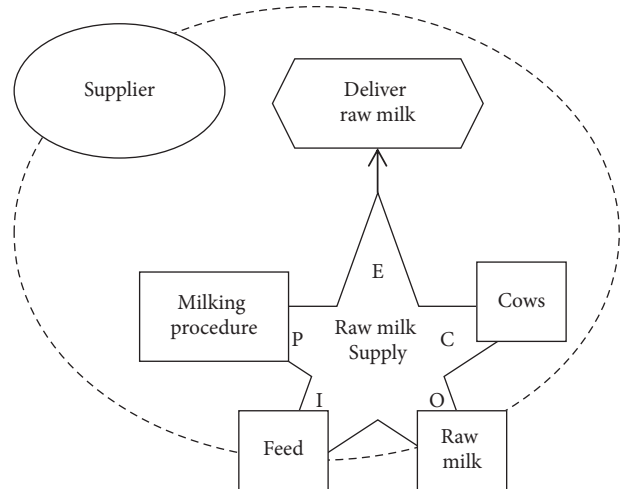 Supplier
Deliver
raw milk
E
Milking
procedure
Cows
P
Raw milk
Supply
C
I
O
Feed
Raw
milk